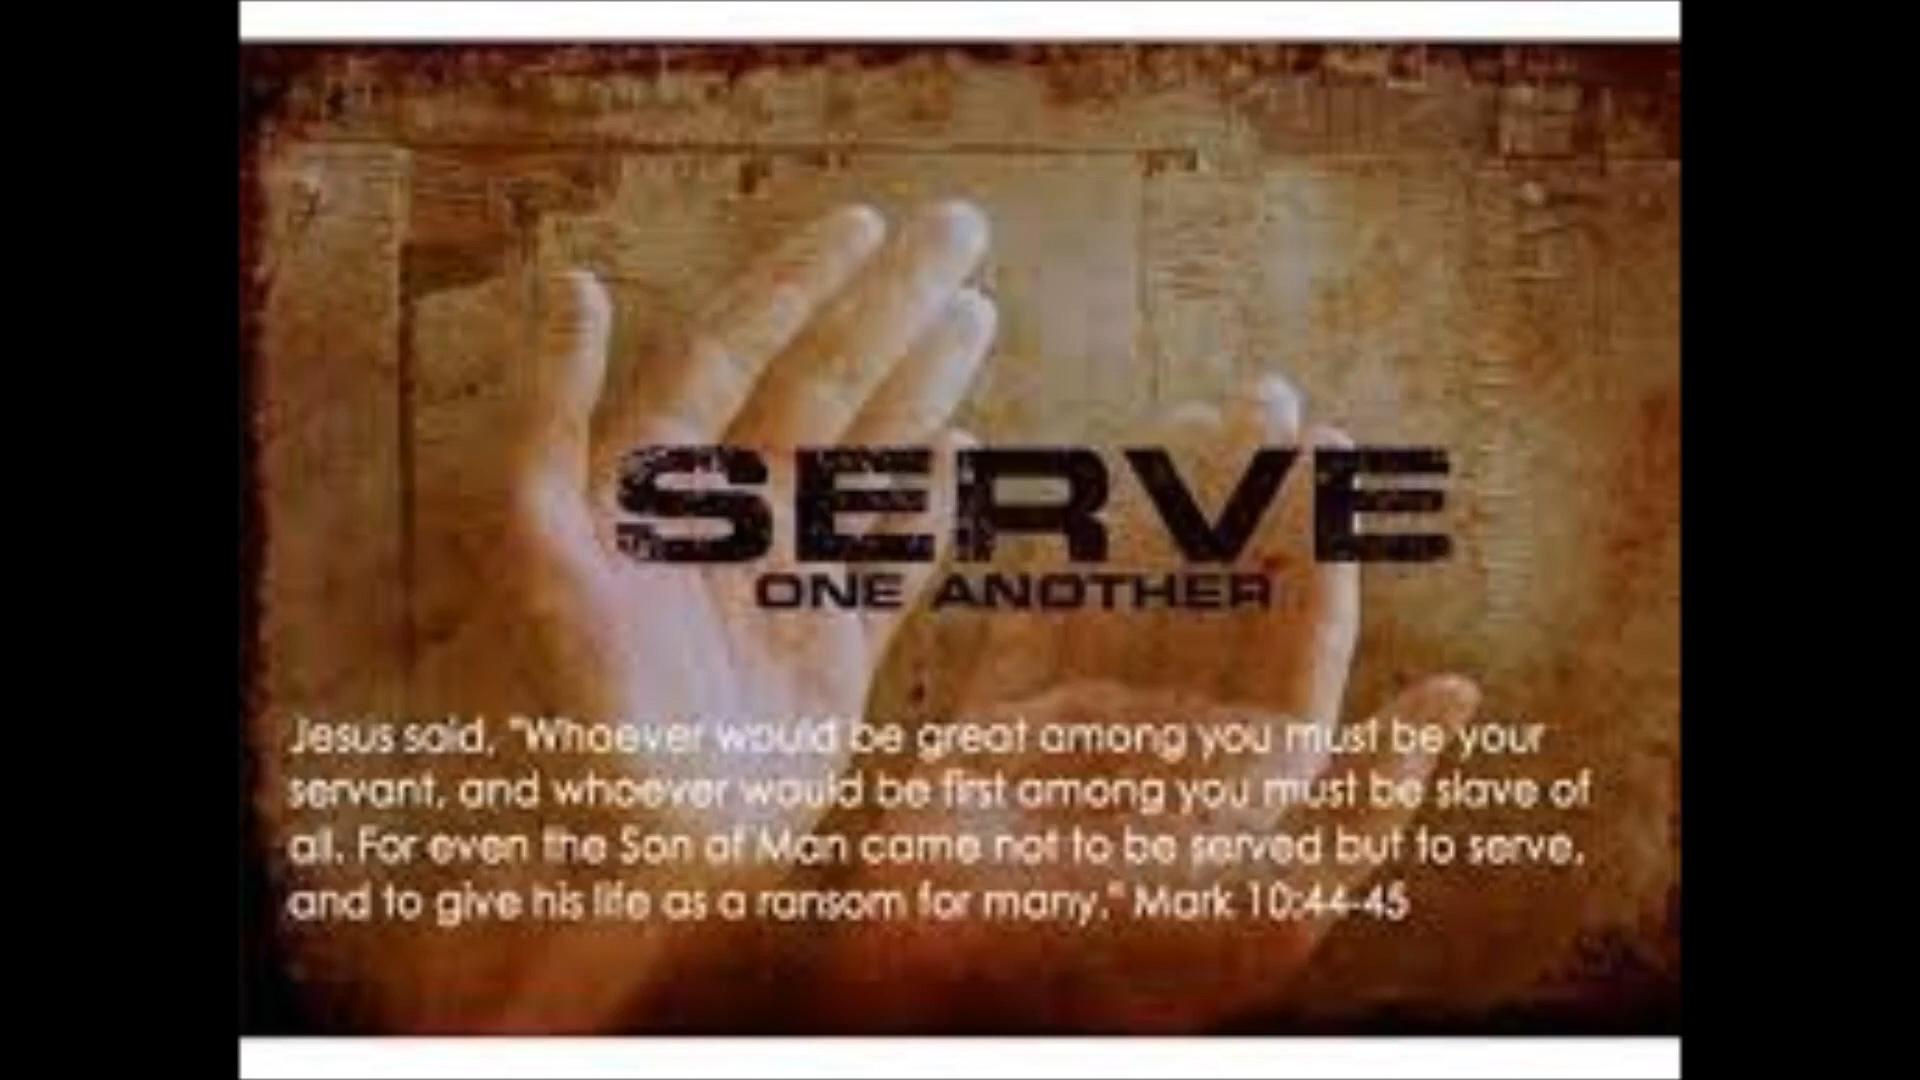 SERVE
ONE ANOTHER
Jesus said, "Whoever would be great among you must be your
servant, and whoever would be first among you must be slave of
all. For even the Son of Man came not to be served but to serve,
and to give his life as a ransom for many." Mark 10:44-45